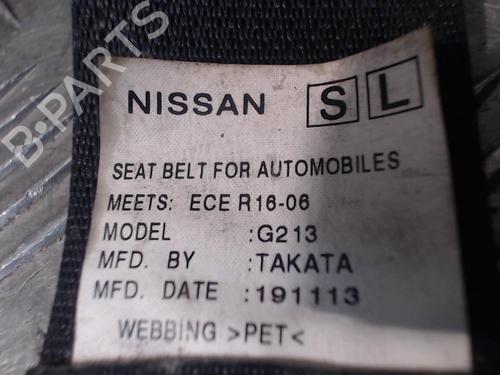 NISSAN S L
SEAT BELT FOR AUTOMOBILES
MEETS: ECE R16-06
MODEL :G213
MFD. BY :TAKATA
MFD. DATE :191113
WEBBING >PET<
B-PARTS